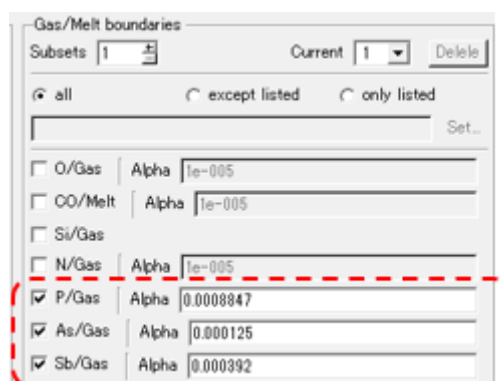 Gas/Melt boundaries
Subsets 1 Current 1 Delele
all except listed only listed
Set...
O/Gas Alpha 1e-005
CO/Melt Alpha 1e-005
Si/Gas
N/Gas Alpha 1e-005
P/Gas Alpha 0.0008847
As/Gas Alpha 0.000125
Sb/Gas Alpha 0.000392